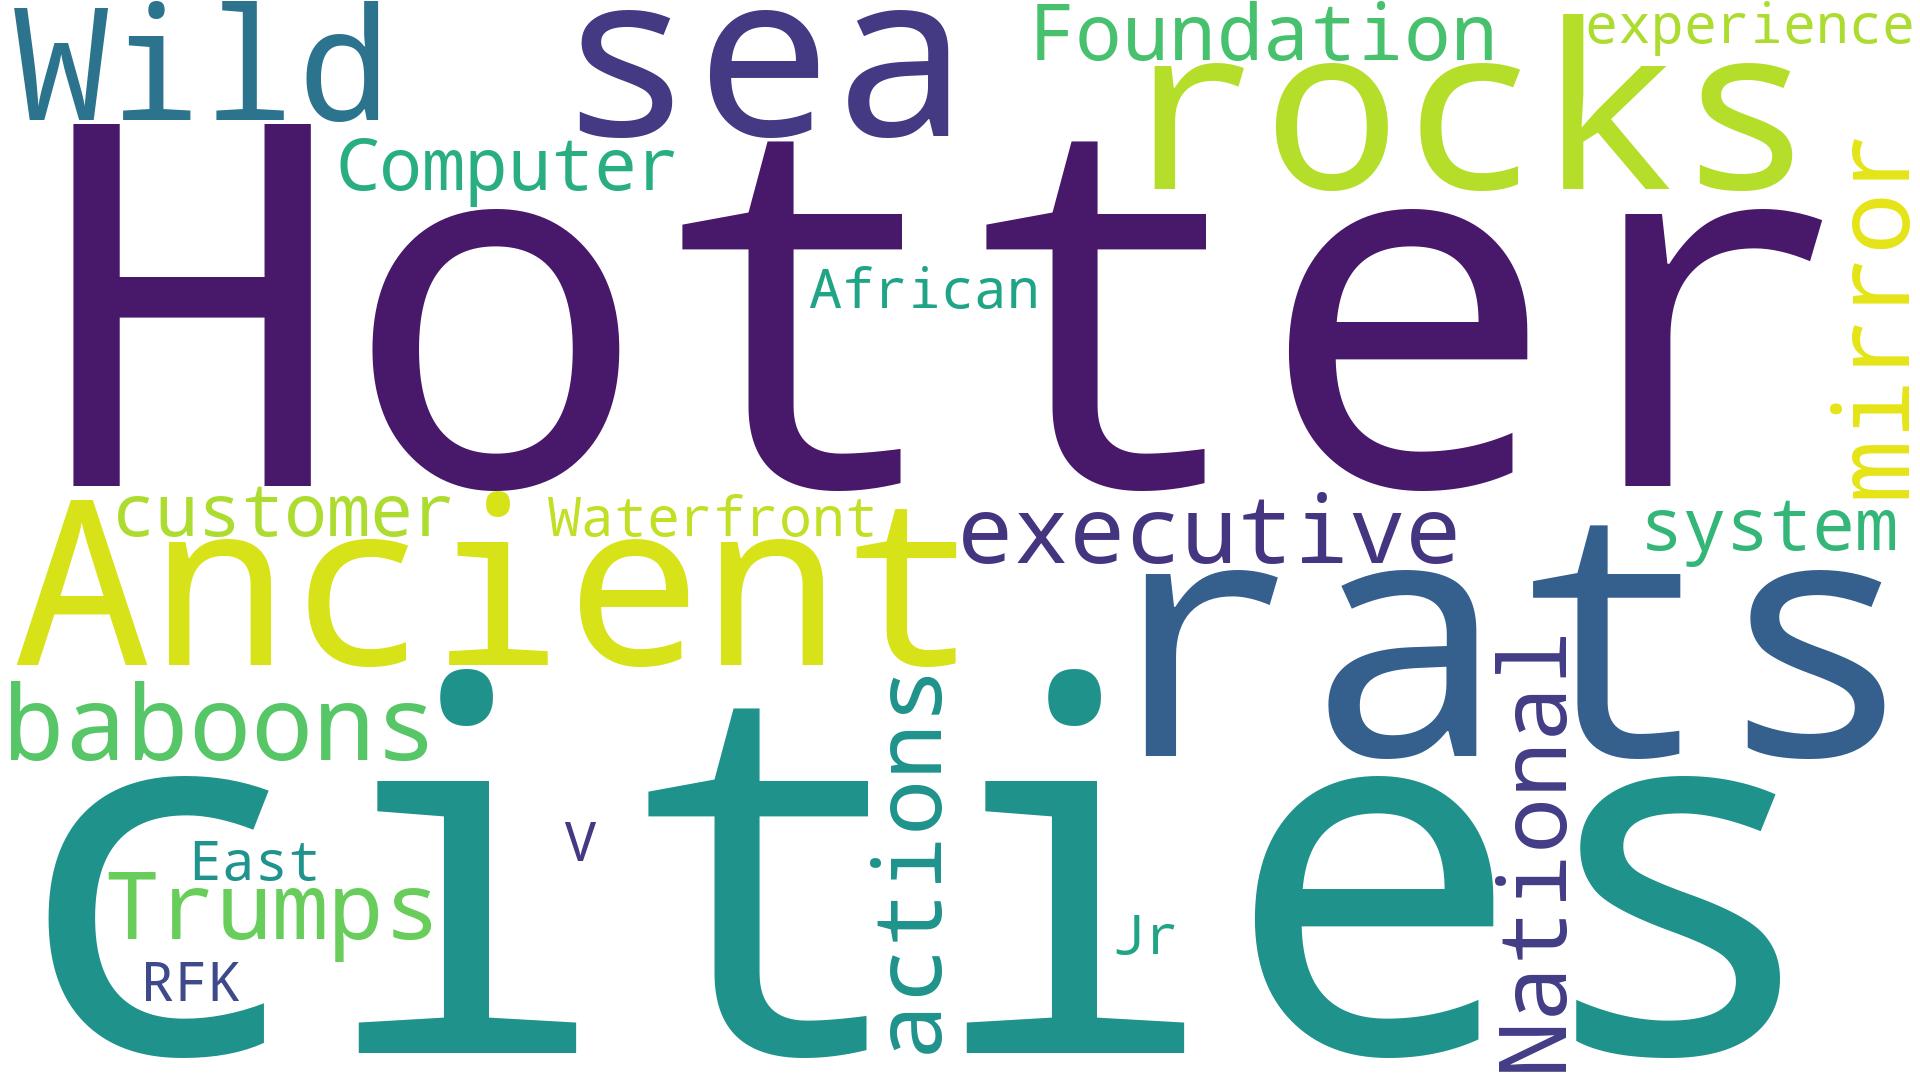 Wild
sea
Foundation
experience
rocks
Computer
Hotter
mirror
African
customer
Waterfront
executive
system
Ancient
rats
baboons
cities
actions
National
East
V
Trumps
Jr
RFK